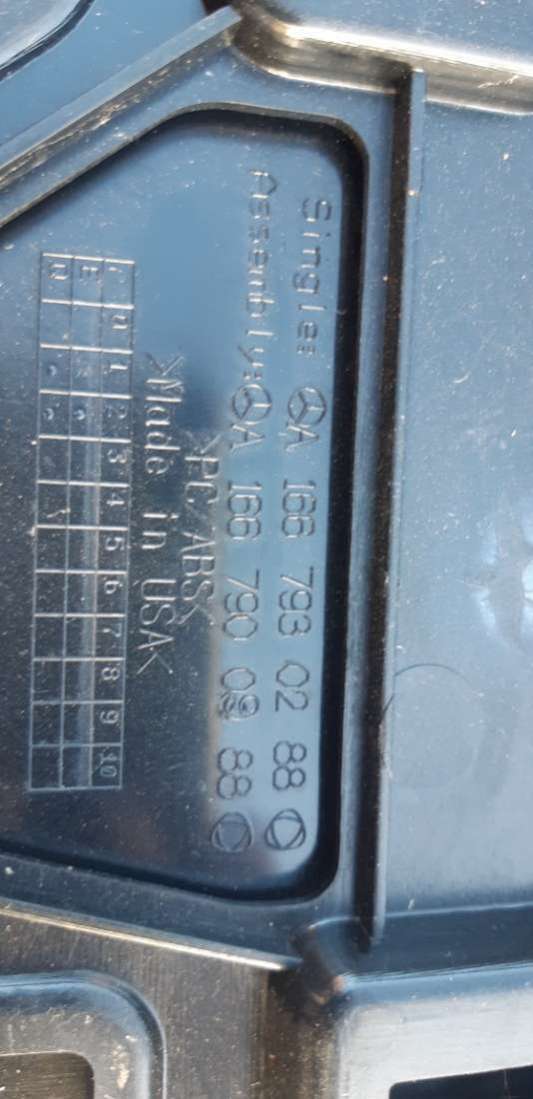 Single: A 166 793 02 88
Assembly: A 166 790 09 88
>PC/ABS<
>Made in USA<
0 1 2 3 4 5 6 7 8 9 10
E